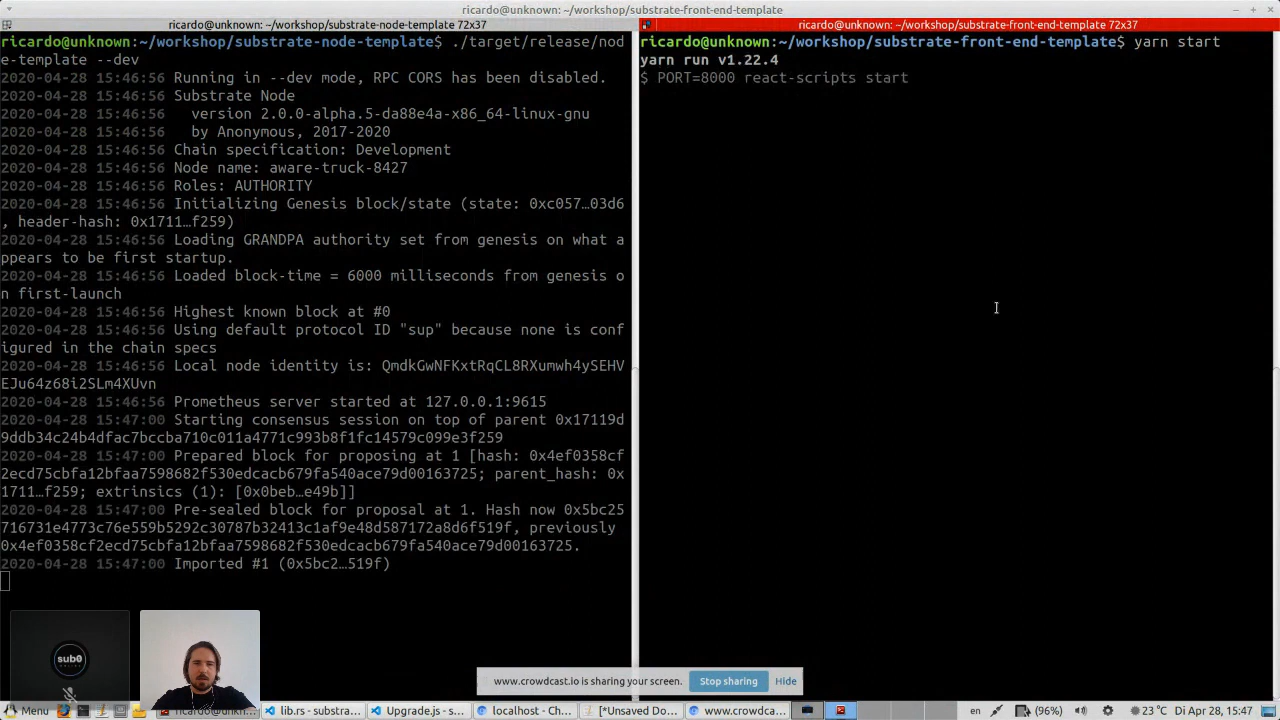 ricardo@unknown: ~/workshop/substrate-front-end-template
ricardo@unknown: ~/workshop/substrate-node-template 72x37
ricardo@unknown:~/workshop/substrate-node-template$ ./target/release/nod
e-template --dev
2020-04-28 15:46:56 Running in --dev mode, RPC CORS has been disabled.
2020-04-28 15:46:56 Substrate Node
2020-04-28 15:46:56   version 2.0.0-alpha.5-da88e4a-x86_64-linux-gnu
2020-04-28 15:46:56   by Anonymous, 2017-2020
2020-04-28 15:46:56 Chain specification: Development
2020-04-28 15:46:56 Node name: aware-truck-8427
2020-04-28 15:46:56 Roles: AUTHORITY
2020-04-28 15:46:56 Initializing Genesis block/state (state: 0xc057…03d6
, header-hash: 0x1711…f259)
2020-04-28 15:46:56 Loading GRANDPA authority set from genesis on what a
ppears to be first startup.
2020-04-28 15:46:56 Loaded block-time = 6000 milliseconds from genesis o
n first-launch
2020-04-28 15:46:56 Highest known block at #0
2020-04-28 15:46:56 Using default protocol ID "sup" because none is conf
igured in the chain specs
2020-04-28 15:46:56 Local node identity is: QmdkGwNFKxtRqCL8RXumwh4ySEHV
EJu64z68i2SLm4XUvn
2020-04-28 15:46:56 Prometheus server started at 127.0.0.1:9615
2020-04-28 15:47:00 Starting consensus session on top of parent 0x17119d
9ddb34c24b4dfac7bccba710c011a4771c993b8f1fc14579c099e3f259
2020-04-28 15:47:00 Prepared block for proposing at 1 [hash: 0x4ef0358cf
2ecd75cbfa12bfaa7598682f530edcacb679fa540ace79d00163725; parent_hash: 0x
1711…f259; extrinsics (1): [0x0beb…e49b]]
2020-04-28 15:47:00 Pre-sealed block for proposal at 1. Hash now 0x5bc25
716731e4773c76e559b5292c30787b32413c1af9e48d587172a8d6f519f, previously
0x4ef0358cf2ecd75cbfa12bfaa7598682f530edcacb679fa540ace79d00163725.
2020-04-28 15:47:00 Imported #1 (0x5bc2…519f)
ricardo@unknown: ~/workshop/substrate-front-end-template 72x37
ricardo@unknown:~/workshop/substrate-front-end-template$ yarn start
yarn run v1.22.4
$ PORT=8000 react-scripts start
sub0
www.crowdcast.io is sharing your screen. Stop sharing Hide
Menu ricardo@unkn… lib.rs - substra… Upgrade.js - s… localhost - Ch… [*Unsaved Do… www.crowdca… en (96%) 23 °C Di Apr 28, 15:47